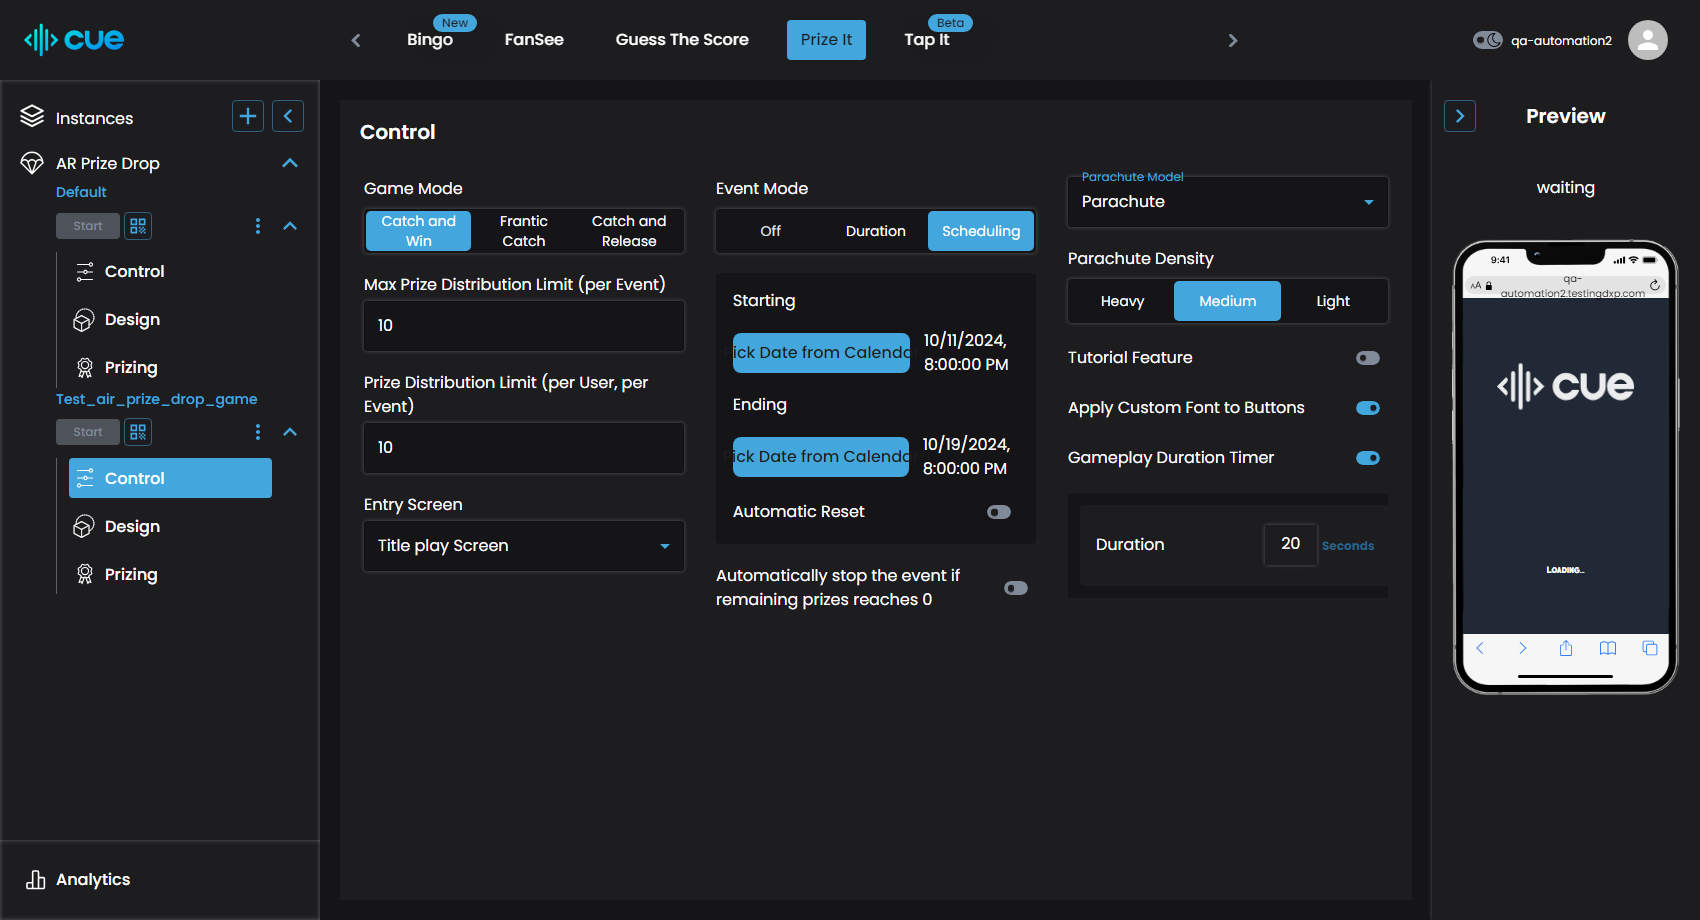 cue
New
Bingo
FanSee
Guess The Score
Prize It
Beta
Tap It
qa-automation2
Instances
AR Prize Drop
Default
Start
Control
Design
Prizing
Test_air_prize_drop_game
Start
Control
Design
Prizing
Analytics
Control
Game Mode
Catch and
Win
Frantic
Catch
Catch and
Release
Max Prize Distribution Limit (per Event)
10
Prize Distribution Limit (per User, per
Event)
10
Entry Screen
Title play Screen
Event Mode
Off
Duration
Scheduling
Starting
Pick Date from Calendar
10/11/2024,
8:00:00 PM
Ending
Pick Date from Calendar
10/19/2024,
8:00:00 PM
Automatic Reset
Automatically stop the event if
remaining prizes reaches 0
Parachute Model
Parachute
Parachute Density
Heavy
Medium
Light
Tutorial Feature
Apply Custom Font to Buttons
Gameplay Duration Timer
Duration
20
Seconds
Preview
waiting
9:41
AA
qa-
automation2.testingdxp.com
cue
LOADING...